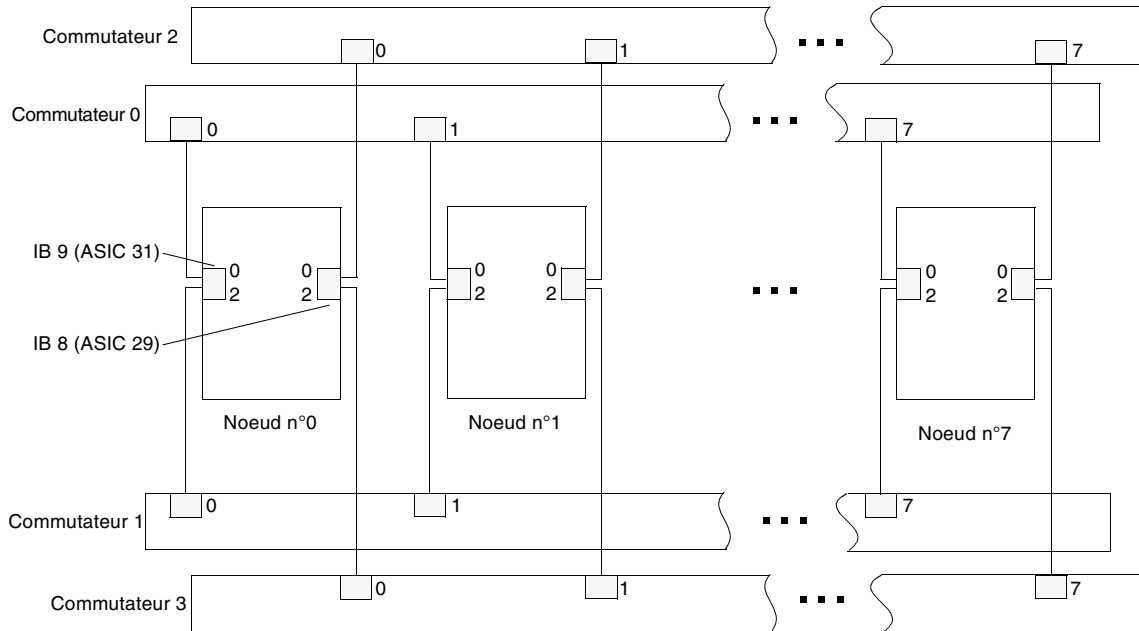 Commutateur 2
0
1
7
Commutateur 0
0
1
7
IB 9 (ASIC 31)
0 0 0 0 0 0
2 2 2 2 2 2
IB 8 (ASIC 29)
Noeud n°0 Noeud n°1 Noeud n°7
Commutateur 1
0
1
7
Commutateur 3
0
1
7